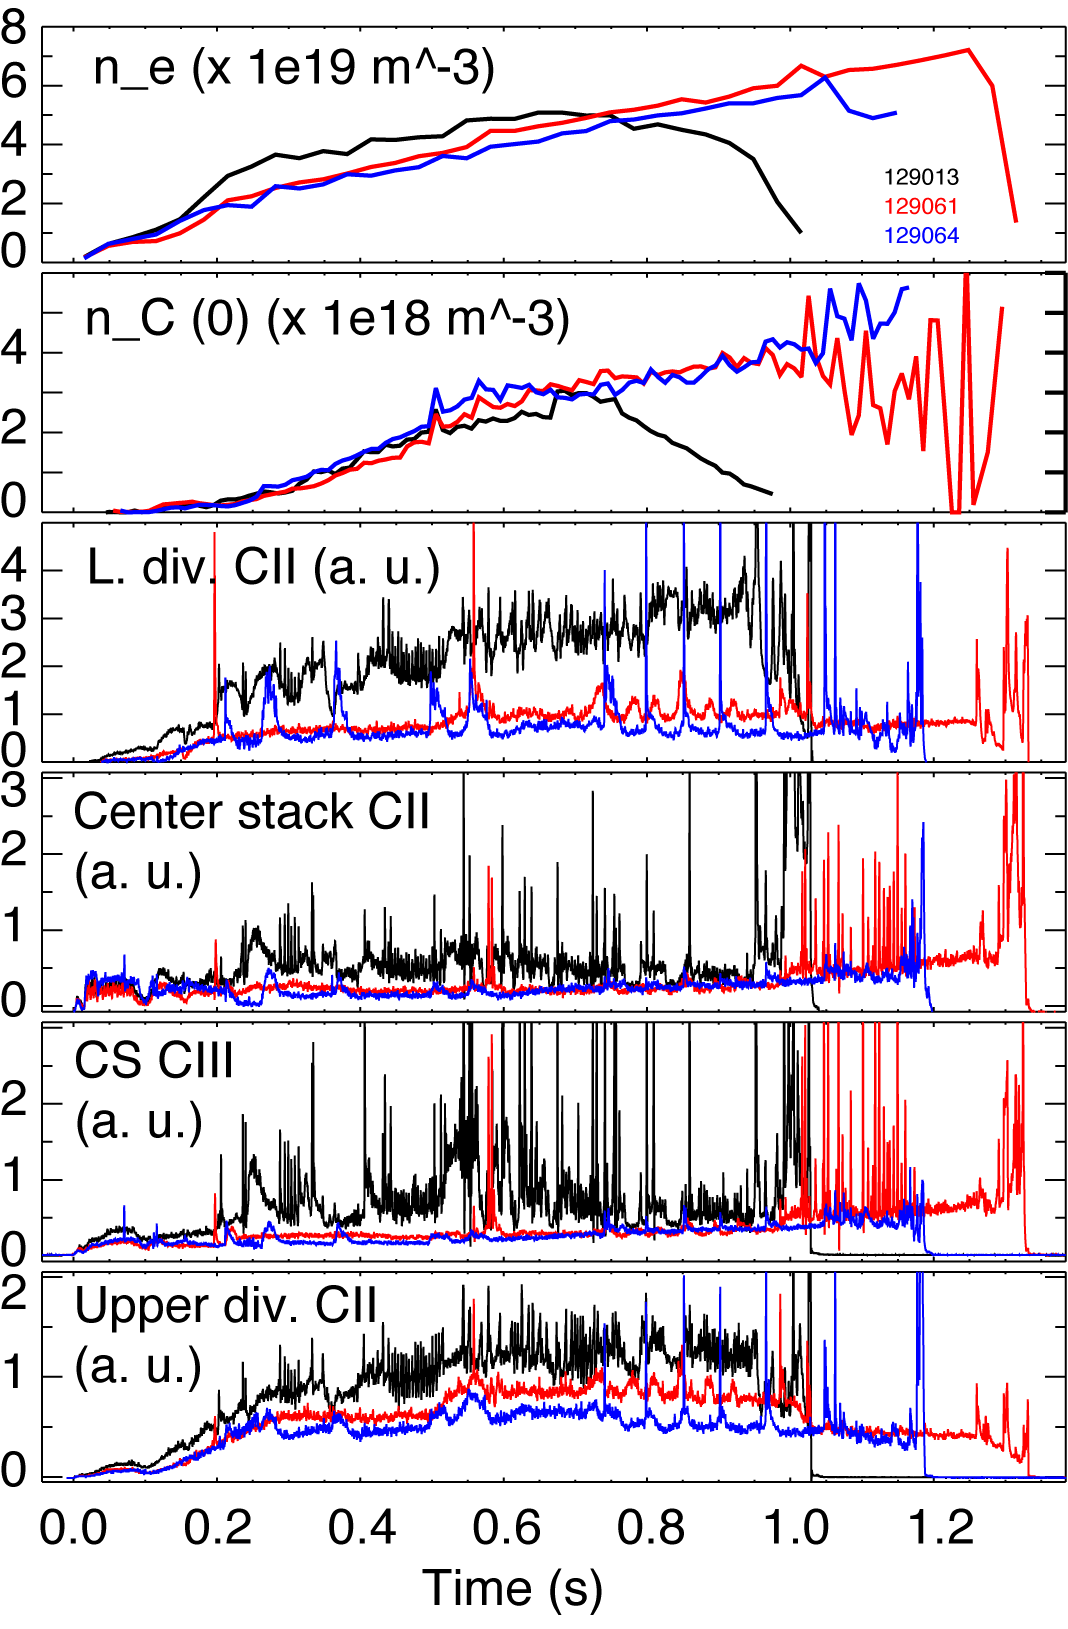 8
n_e (x 1e19 m^-3)
6
4
129013
2
129061
129064
0
n_C (0) (x 1e18 m^-3)
4
2
0
L. div. CII (a. u.)
4
3
2
1
0
3
Center stack CII
2
(a. u.)
1
0
CS CIII
2
(a. u.)
1
0
2
Upper div. CII
1
(a. u.)
0
0.0 0.2 0.4 0.6 0.8 1.0 1.2
Time (s)